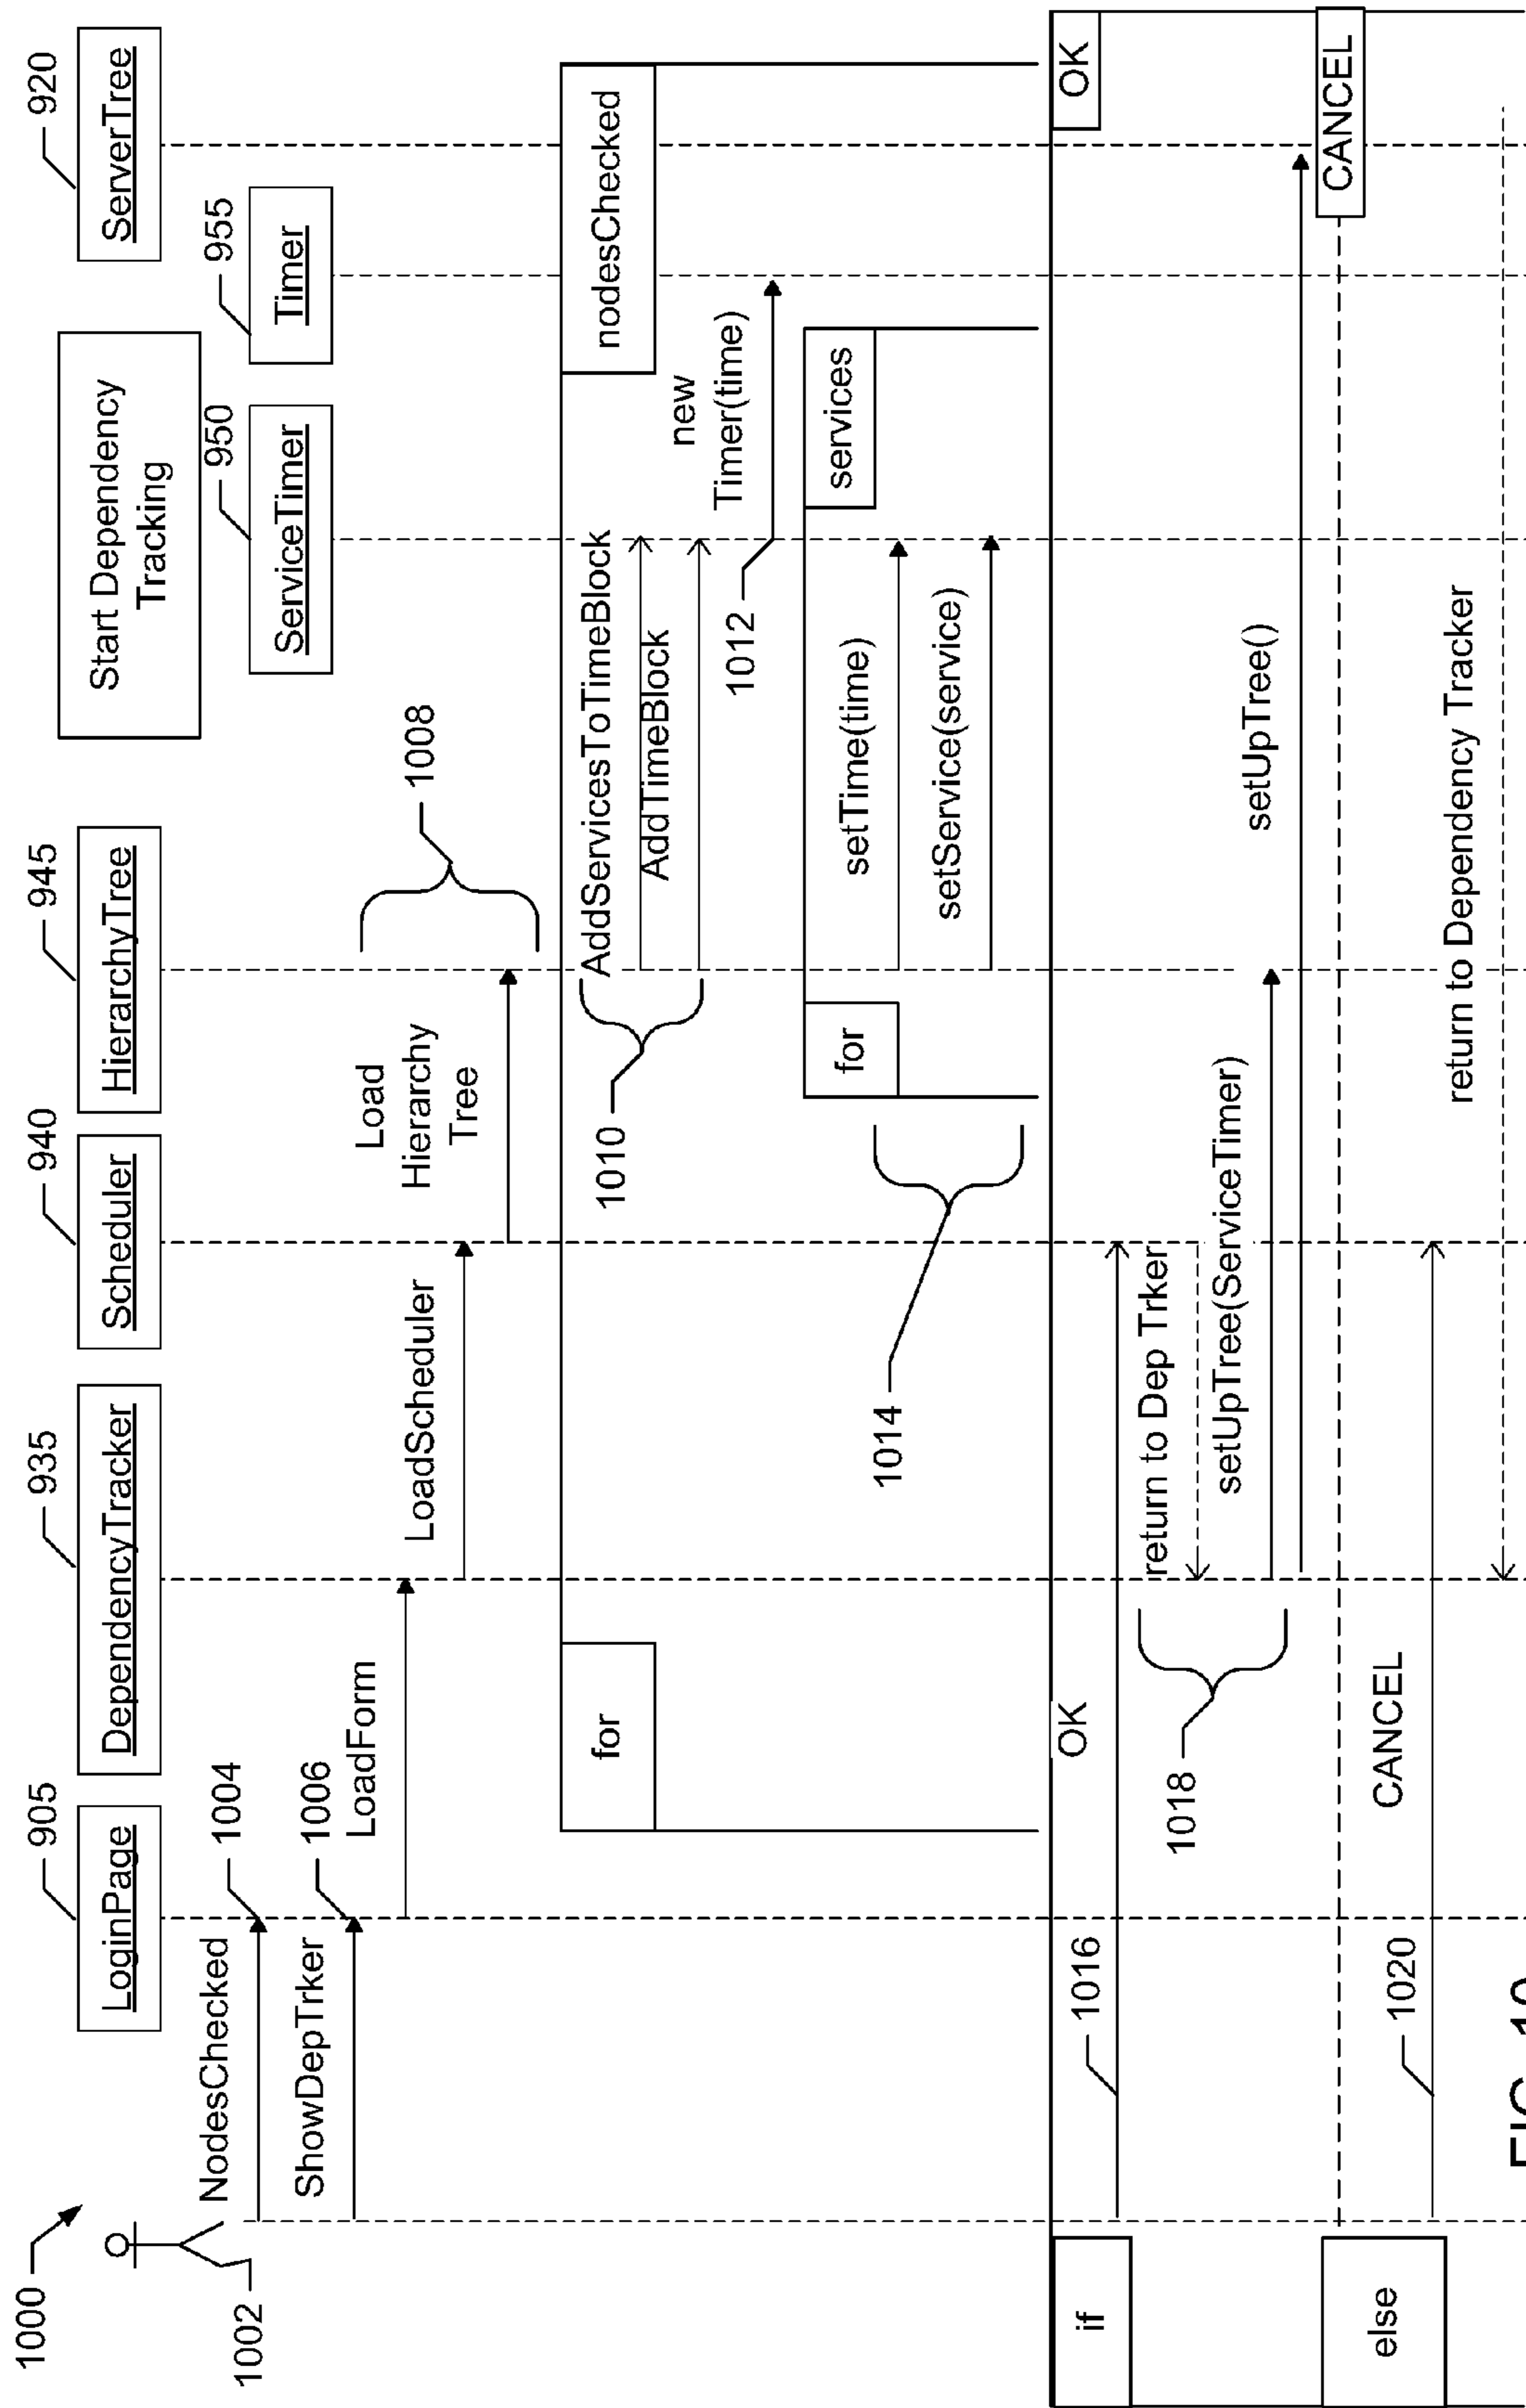 1000
1002
Start Dependency
Tracking
905
LoginPage
935
DependencyTracker
940
Scheduler
945
HierarchyTree
950
ServiceTimer
955
Timer
920
ServerTree
NodesChecked
1004
ShowDepTrker
1006
LoadForm
LoadScheduler
Load
Hierarchy
Tree
1008
for
nodesChecked
1010
AddServicesToTimeBlock
AddTimeBlock
new
Timer(time)
1012
for
services
1014
setTime(time)
setService(service)
if
OK
OK
1016
return to Dep Trker
1018
setUpTree(ServiceTimer)
setUpTree()
else
CANCEL
CANCEL
1020
return to Dependency Tracker
FIG. 10